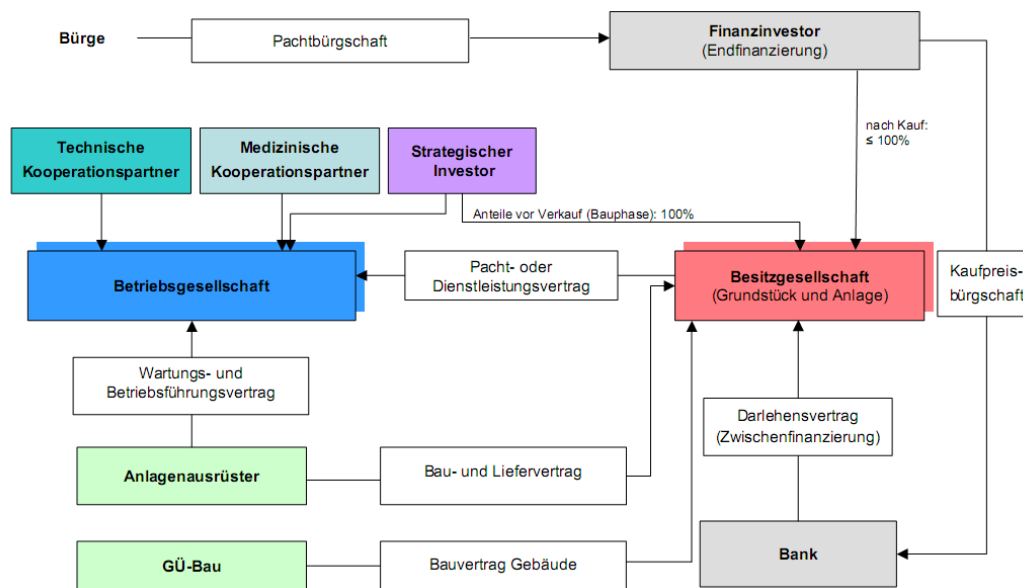 Bürge
Pachtbürgschaft
Finanzinvestor
(Endfinanzierung)
nach Kauf:
≤ 100%
Technische
Kooperationspartner
Medizinische
Kooperationspartner
Strategischer
Investor
Anteile vor Verkauf (Bauphase): 100%
Betriebsgesellschaft
Pacht- oder
Dienstleistungsvertrag
Besitzgesellschaft
(Grundstück und Anlage)
Kaufpreis-
bürgschaft
Wartungs- und
Betriebsführungsvertrag
Darlehensvertrag
(Zwischenfinanzierung)
Anlagenausrüster
Bau- und Liefervertrag
GÜ-Bau
Bauvertrag Gebäude
Bank